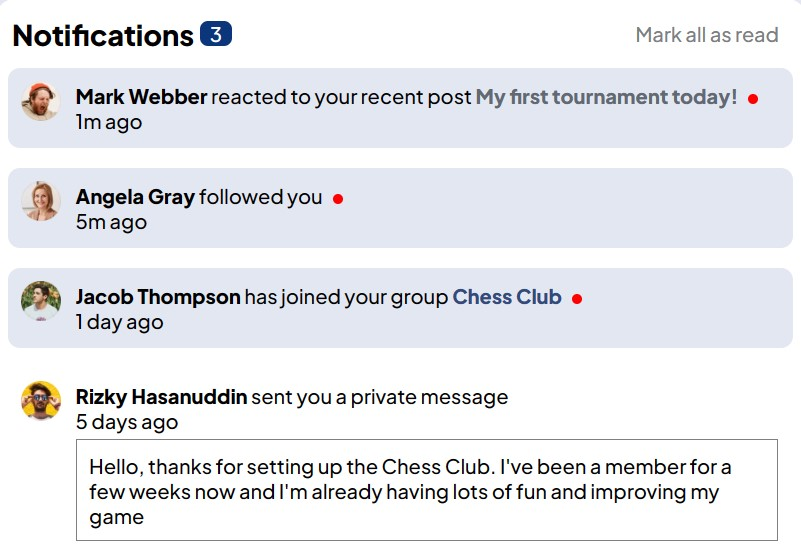 Notifications 3
Mark all as read
Mark Webber reacted to your recent post My first tournament today!
1m ago
Angela Gray followed you
5m ago
Jacob Thompson has joined your group Chess Club
1 day ago
Rizky Hasanuddin sent you a private message
5 days ago
Hello, thanks for setting up the Chess Club. I've been a member for a
few weeks now and I'm already having lots of fun and improving my
game